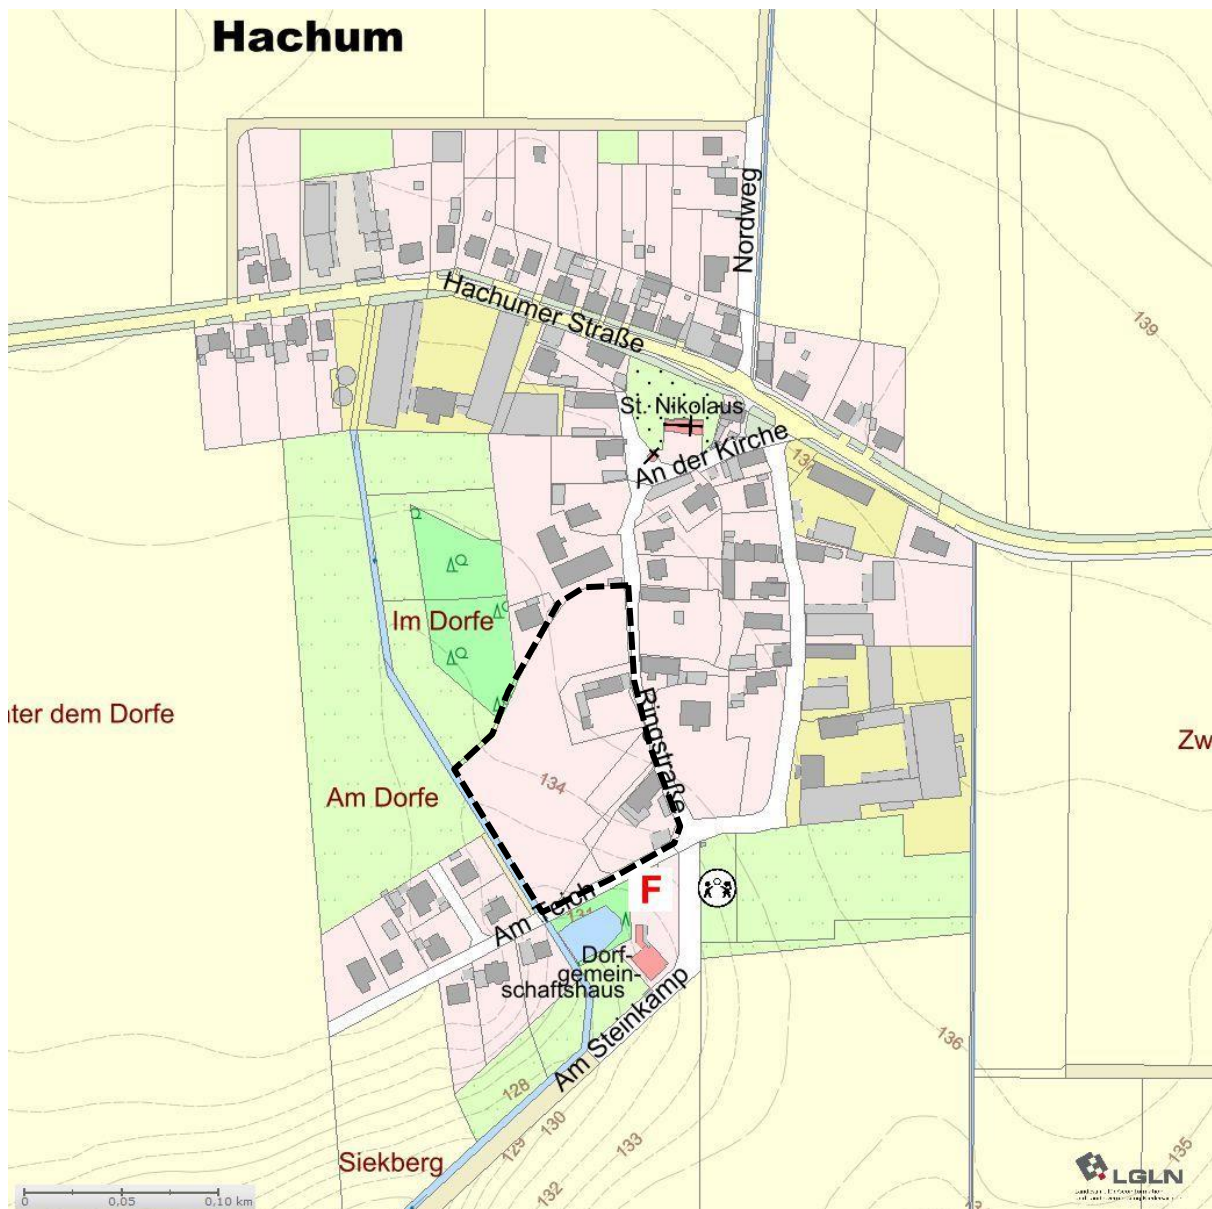 Hachum
Nordweg
Hachumer Straße
139
St. Nikolaus
An der Kirche
Im Dorfe
nter dem Dorfe
Ringstraße
Zw
134
Am Dorfe
F
Am Teich
131
Dorf-
gemein-
schaftshaus
Am Steinkamp
136
128
130
129
133
132
135
Siekberg
0 0,05 0,10 km
LGLN